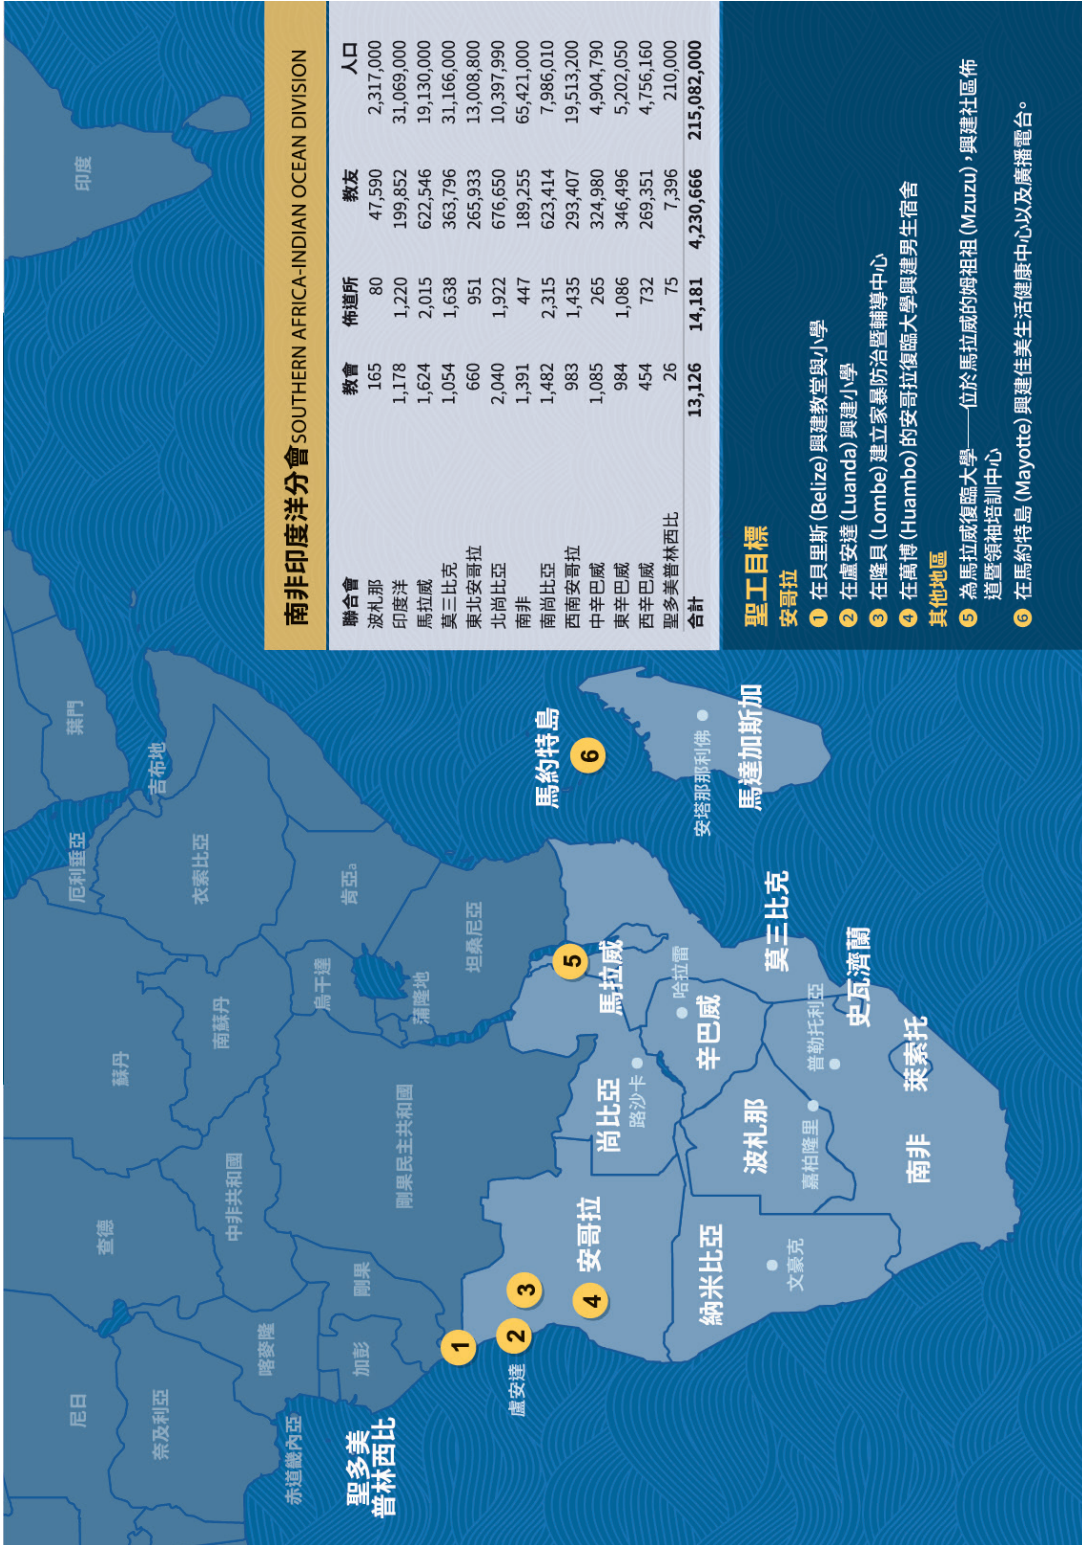 南非印度洋分會 SOUTHERN AFRICA-INDIAN OCEAN DIVISION
聯合會 教會 佈道所 教友 人口
波札那 165 80 47,590 2,317,000
印度洋 1,178 1,220 199,852 31,069,000
馬拉威 1,624 2,015 622,546 19,130,000
莫三比克 1,054 1,638 363,796 31,166,000
東北安哥拉 660 951 265,933 13,008,800
北尚比亞 2,040 1,922 676,650 10,397,990
南非 1,391 447 189,255 65,421,000
南尚比亞 1,482 2,315 623,414 7,986,010
西南安哥拉 983 1,435 293,407 19,513,200
中辛巴威 1,085 265 324,980 4,904,790
東辛巴威 984 1,086 346,496 5,202,050
西辛巴威 454 732 269,351 4,756,160
聖多美普林西比 26 75 7,396 210,000
合計 13,126 14,181 4,230,666 215,082,000
聖工目標
安哥拉
1 在貝里斯(Belize)興建教堂與小學
2 在盧安達(Luanda)興建小學
3 在隆貝(Lombe)建立家暴防治暨輔導中心
4 在萬博(Huambo)的安哥拉復臨大學興建男生宿舍
其他地區
5 為馬拉威復臨大學——位於馬拉威的姆祖祖(Mzuzu),興建社區佈
道暨領袖培訓中心
6 在馬約特島(Mayotte)興建佳美生活健康中心以及廣播電台。
尼日
查德
蘇丹
厄利垂亞
葉門
印度
奈及利亞
喀麥隆
中非共和國
南蘇丹
衣索比亞
吉布地
赤道畿內亞
加彭
剛果
剛果民主共和國
烏干達
肯亞a
蒲隆地
坦桑尼亞
聖多美
普林西比
1
2
3
4
5
6
盧安達
安哥拉
尚比亞
路沙卡
馬拉威
馬約特島
納米比亞
文豪克
波札那
嘉柏隆里
辛巴威
哈拉雷
普勒托利亞
莫三比克
安塔那那利佛
馬達加斯加
史瓦濟蘭
萊索托
南非